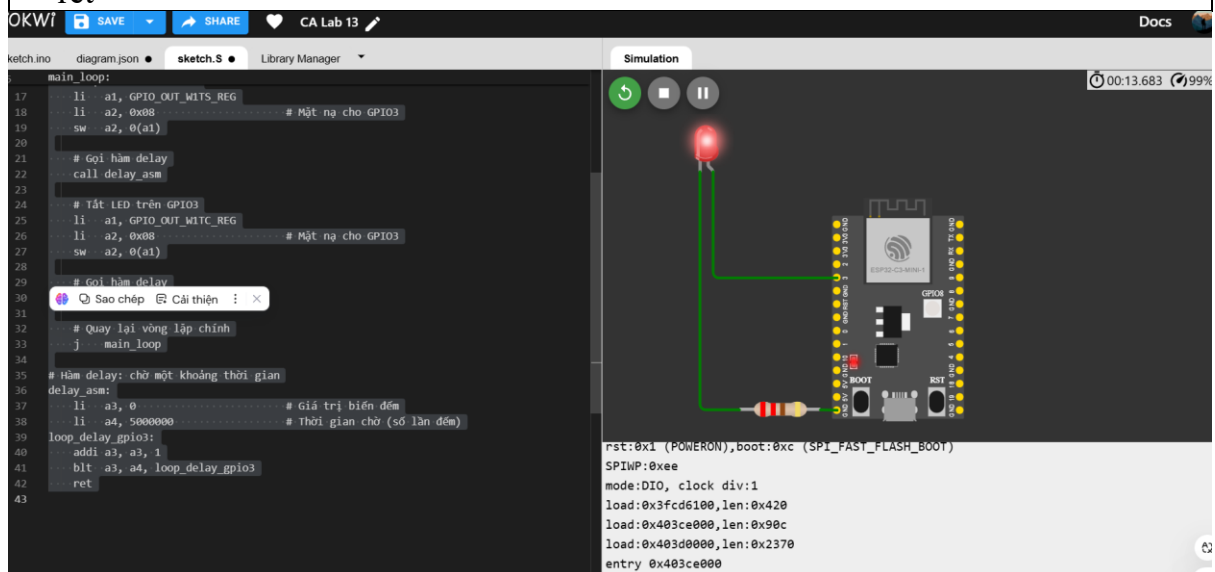 ret
OKWI SAVE SHARE CA Lab 13 Docs
ketch.ino diagram.json sketch.S Library Manager Simulation
main_loop:
17 li a1, GPIO_OUT_W1TS_REG
18 li a2, 0x08 # Mặt nạ cho GPIO3
19 sw a2, 0(a1)
20
21 # Gọi hàm delay
22 call delay_asm
23
24 # Tắt LED trên GPIO3
25 li a1, GPIO_OUT_W1TC_REG
26 li a2, 0x08 # Mặt nạ cho GPIO3
27 sw a2, 0(a1)
28
29 # Gọi hàm delay
30 Sao chép Cải thiện
31
32 # Quay lại vòng lặp chính
33 j main_loop
34
35 # Hàm delay: chờ một khoảng thời gian
36 delay_asm:
37 li a3, 0 # Giá trị biến đếm
38 li a4, 5000000 # Thời gian chờ (số lần đếm)
39 loop_delay_gpio3:
40 addi a3, a3, 1
41 blt a3, a4, loop_delay_gpio3
42 ret
43
00:13.683 99%
ESP32-C3-MINI-1
GPIO8
BOOT RST
rst:0x1 (POWERON),boot:0xc (SPI_FAST_FLASH_BOOT)
SPIWP:0xee
mode:DIO, clock div:1
load:0x3fcd6100,len:0x420
load:0x403ce000,len:0x90c
load:0x403d0000,len:0x2370
entry 0x403ce000